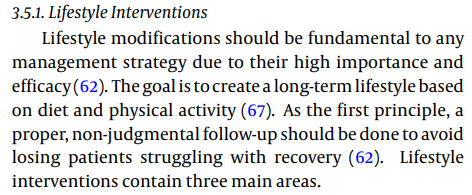 3.5.1. Lifestyle Interventions
Lifestyle modifications should be fundamental to any
management strategy due to their high importance and
efficacy (62). The goal is to create a long-term lifestyle based
on diet and physical activity (67). As the first principle, a
proper, non-judgmental follow-up should be done to avoid
losing patients struggling with recovery (62). Lifestyle
interventions contain three main areas.